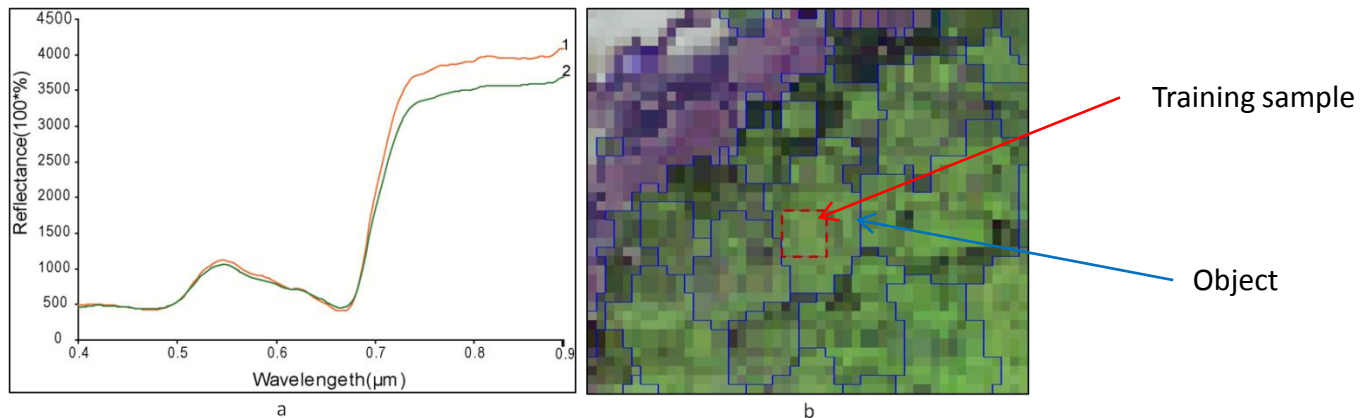 4500
4000
3500
3000
2500
2000
1500
1000
500
0
Reflectance(100*%)
1
2
0.4 0.5 0.6 0.7 0.8 0.9
Wavelengeth(μm)
a
b
Training sample
Object